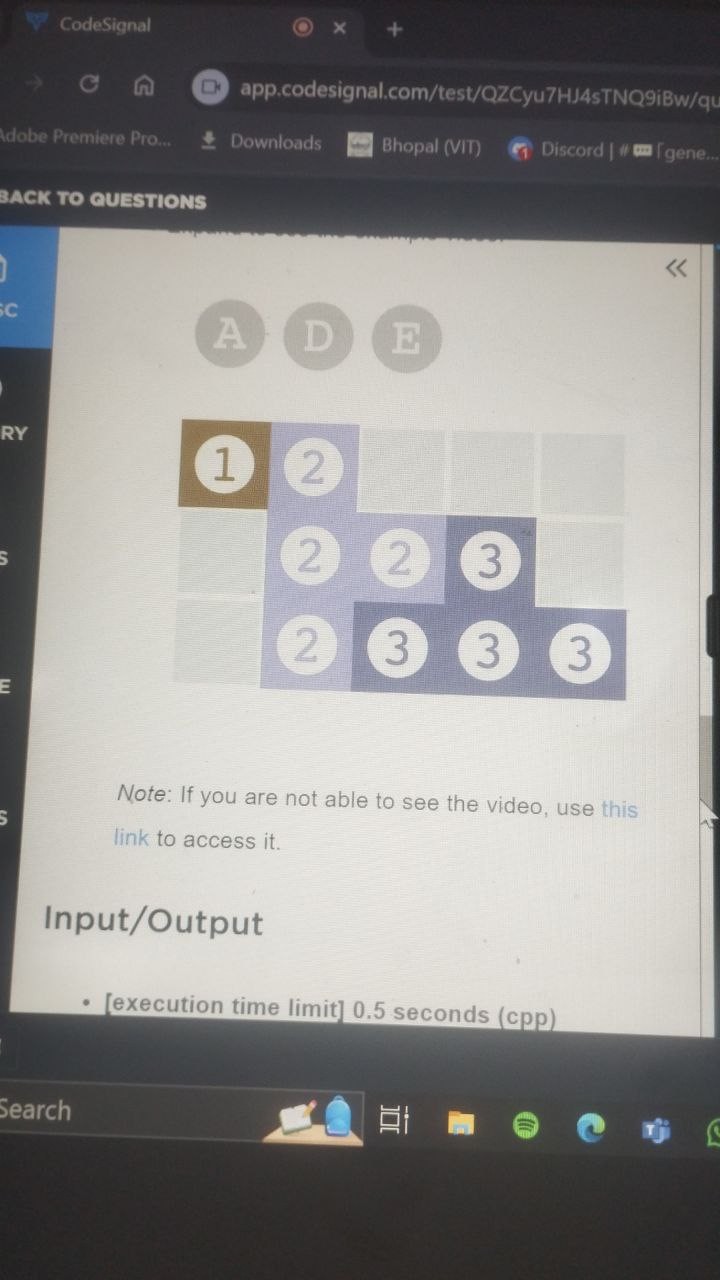 CodeSignal
app.codesignal.com/test/QZCyu7HJ4sTNQ9iBw/qu
Adobe Premiere Pro...
Downloads
Bhopal (VIT)
Discord | #
gene...
BACK TO QUESTIONS
SC
RY
S
E
S
A D E
1 2
2 2 3
2 3 3 3
Note: If you are not able to see the video, use this
link to access it.
Input/Output
• [execution time limit] 0.5 seconds (cpp)
Search